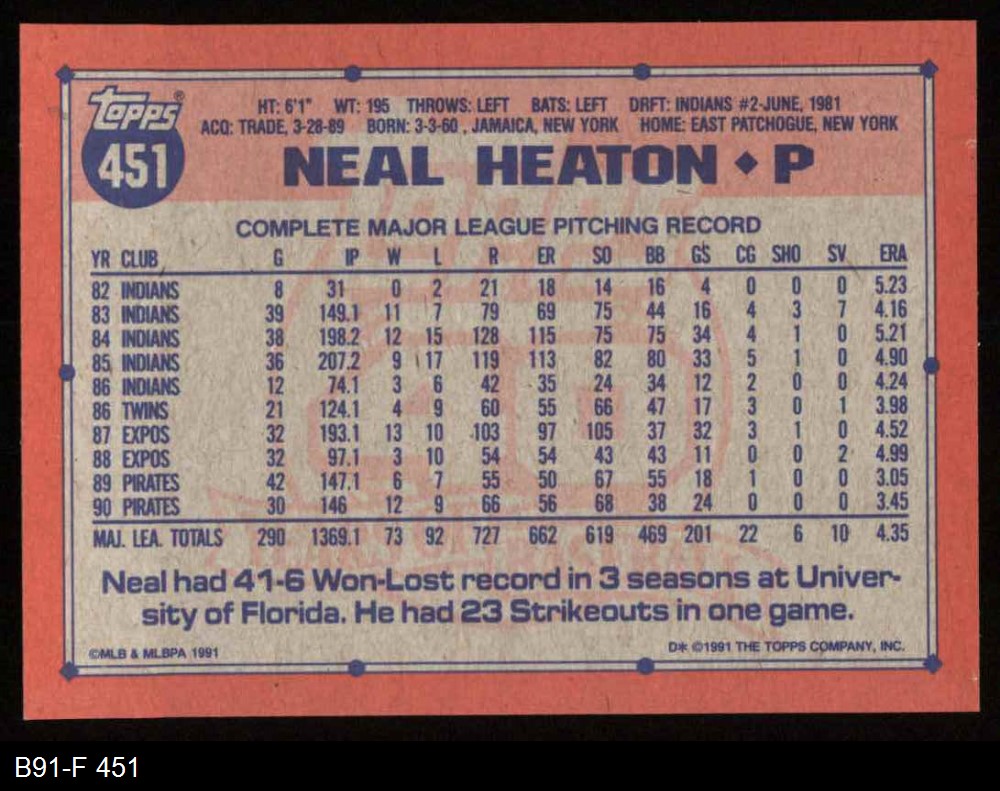 Topps®
451
HT: 6'1" WT: 195 THROWS: LEFT BATS: LEFT DRFT: INDIANS #2-JUNE, 1981
ACQ: TRADE, 3-28-89 BORN: 3-3-60 , JAMAICA, NEW YORK HOME: EAST PATCHOGUE, NEW YORK
NEAL HEATON ◆ P
COMPLETE MAJOR LEAGUE PITCHING RECORD
YR CLUB G IP W L R ER SO BB GS CG SHO SV ERA
82 INDIANS 8 31 0 2 21 18 14 16 4 0 0 0 5.23
83 INDIANS 39 149.1 11 7 79 69 75 44 16 4 3 7 4.16
84 INDIANS 38 198.2 12 15 128 115 75 75 34 4 1 0 5.21
85 INDIANS 36 207.2 9 17 119 113 82 80 33 5 1 0 4.90
86 INDIANS 12 74.1 3 6 42 35 24 34 12 2 0 0 4.24
86 TWINS 21 124.1 4 9 60 55 66 47 17 3 0 1 3.98
87 EXPOS 32 193.1 13 10 103 97 105 37 32 3 1 0 4.52
88 EXPOS 32 97.1 3 10 54 54 43 43 11 0 0 2 4.99
89 PIRATES 42 147.1 6 7 55 50 67 55 18 1 0 0 3.05
90 PIRATES 30 146 12 9 66 56 68 38 24 0 0 0 3.45
MAJ. LEA. TOTALS 290 1369.1 73 92 727 662 619 469 201 22 6 10 4.35
Neal had 41-6 Won-Lost record in 3 seasons at Univer-
sity of Florida. He had 23 Strikeouts in one game.
©MLB & MLBPA 1991 D* ©1991 THE TOPPS COMPANY, INC.
B91-F 451